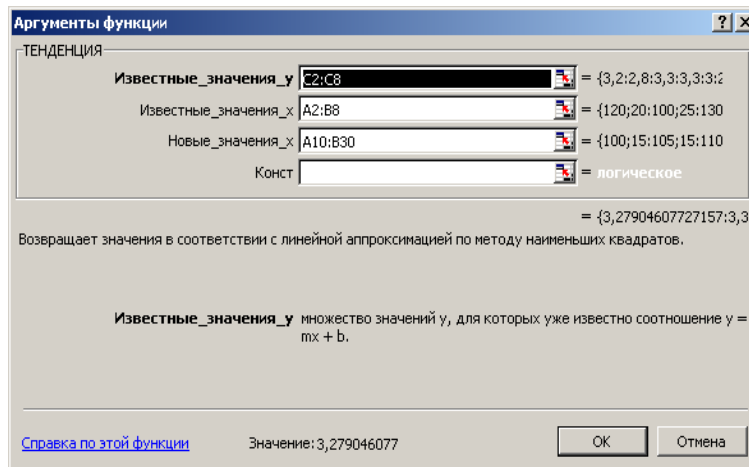 Аргументы функции
ТЕНДЕНЦИЯ
Известные_значения_y C2:C8 = {3,2:2,8:3,3:3,3:3:2
Известные_значения_x A2:B8 = {120;20:100;25:130
Новые_значения_x A10:B30 = {100;15:105;15:110
Конст = логическое
= {3,27904607727157:3,3
Возвращает значения в соответствии с линейной аппроксимацией по методу наименьших квадратов.
Известные_значения_y множество значений y, для которых уже известно соотношение y =
mx + b.
Справка по этой функции Значение:3,279046077 ОК Отмена